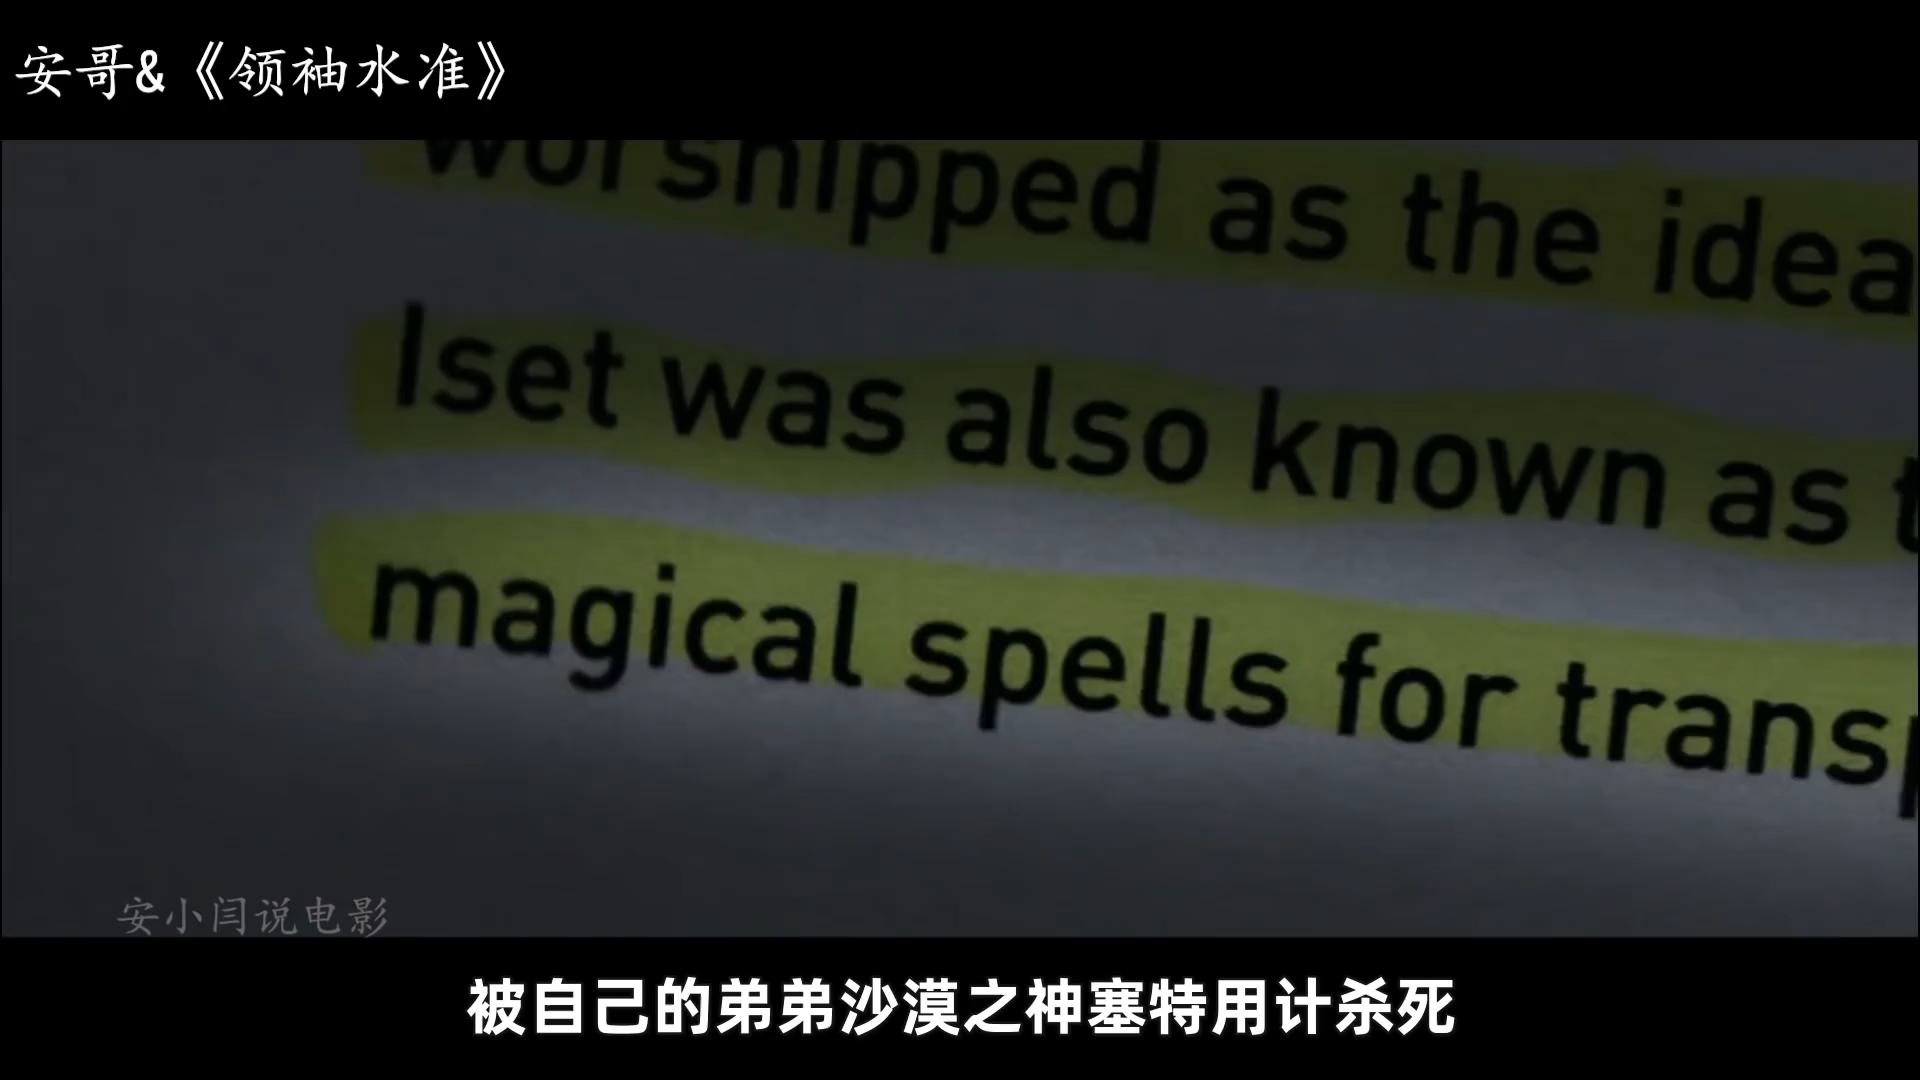 安哥&《领袖水准》
worshipped as the idea
Iset was also known as
magical spells for transp
安小闫说电影
被自己的弟弟沙漠之神塞特用计杀死